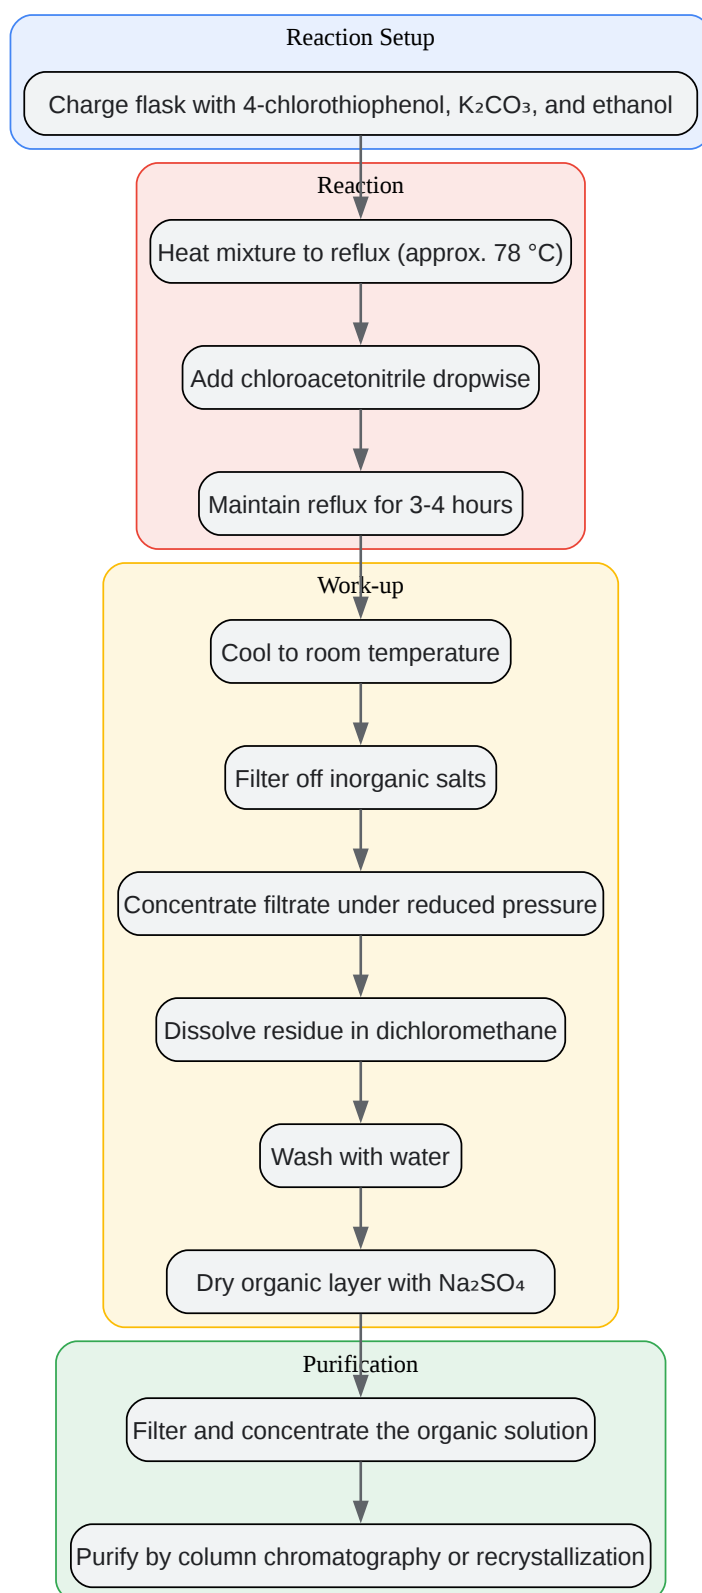 Reaction Setup
Charge flask with 4-chlorothiophenol, K₂CO₃, and ethanol
Reaction
Heat mixture to reflux (approx. 78 °C)
Add chloroacetonitrile dropwise
Maintain reflux for 3-4 hours
Work-up
Cool to room temperature
Filter off inorganic salts
Concentrate filtrate under reduced pressure
Dissolve residue in dichloromethane
Wash with water
Dry organic layer with Na₂SO₄
Purification
Filter and concentrate the organic solution
Purify by column chromatography or recrystallization